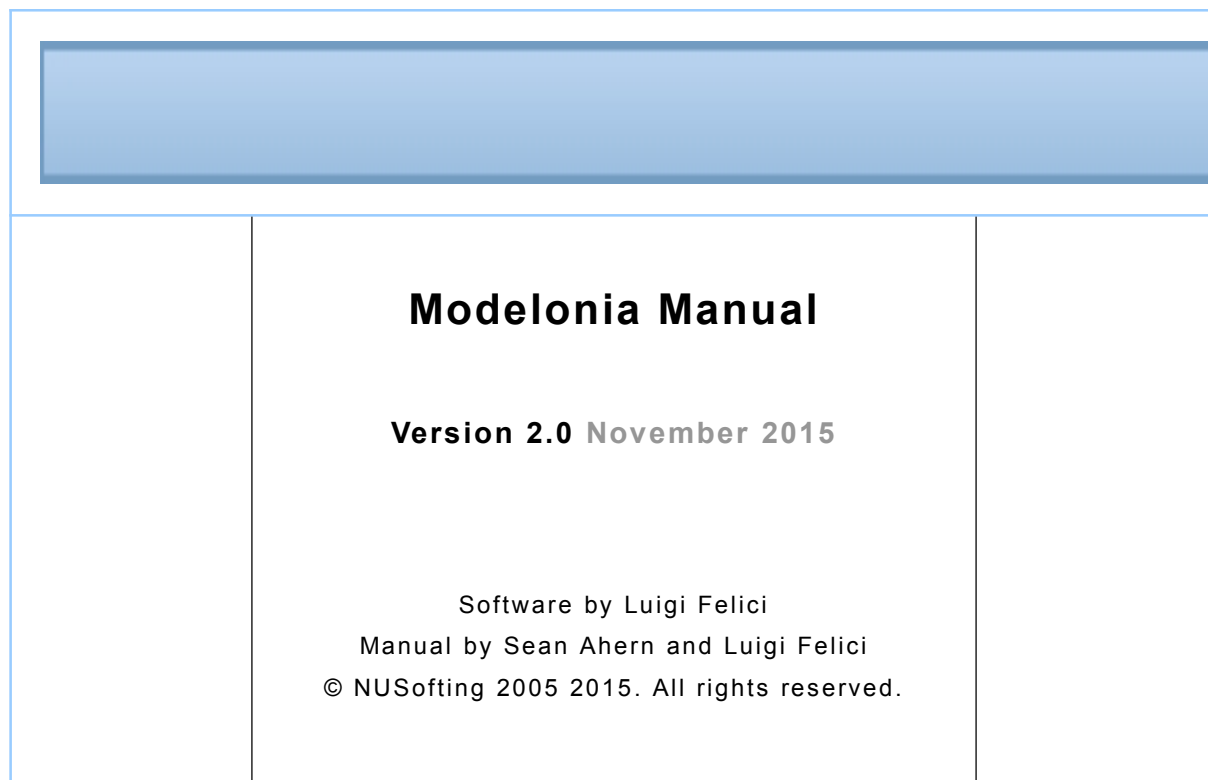 Modelonia Manual
Version 2.0 November 2015
Software by Luigi Felici
Manual by Sean Ahern and Luigi Felici
© NUSofting 2005 2015. All rights reserved.